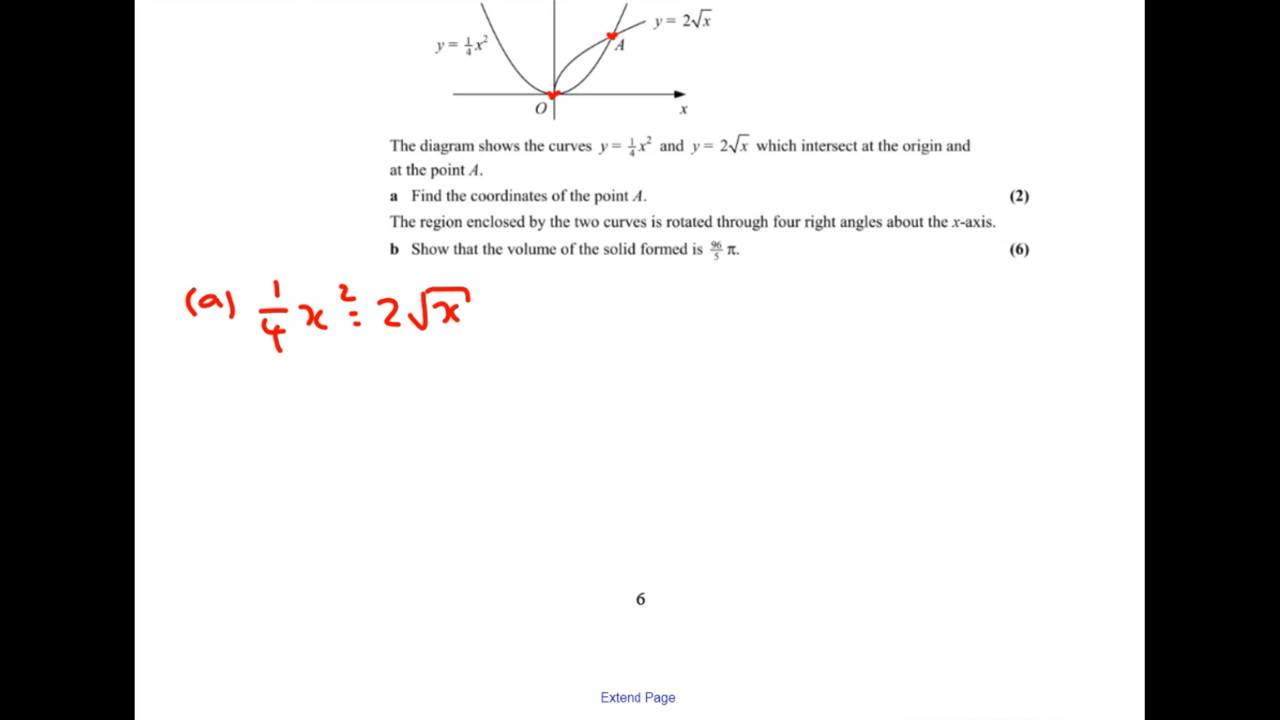 y = 2√x
y = ¼x²
A
O
x
The diagram shows the curves y = ¼x² and y = 2√x which intersect at the origin and
at the point A.
a Find the coordinates of the point A. (2)
The region enclosed by the two curves is rotated through four right angles about the x-axis.
b Show that the volume of the solid formed is 96/5 π. (6)
(a) 1/4 x² = 2√x
6
Extend Page